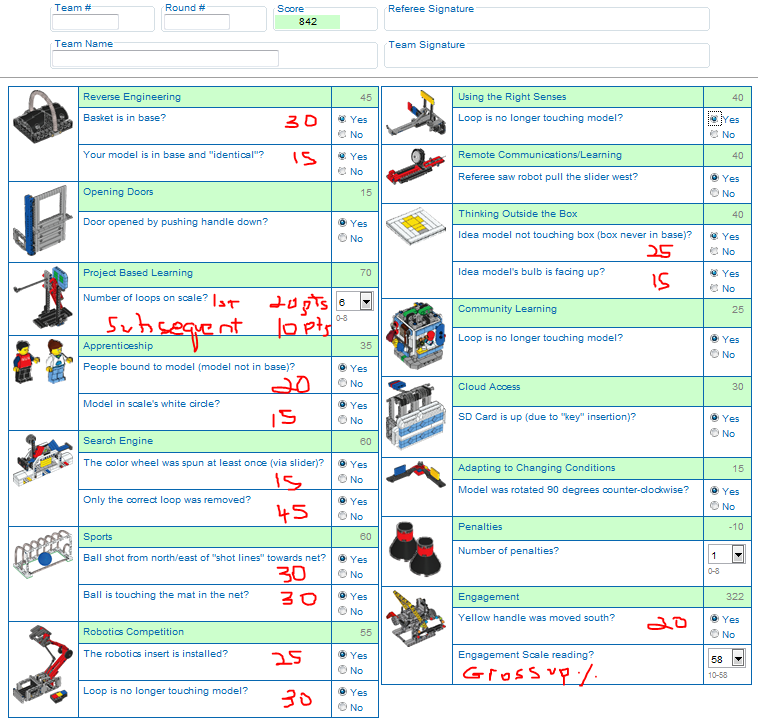 Team #
Round #
Score
842
Referee Signature
Team Name
Team Signature
Reverse Engineering 45
Basket is in base? 30 Yes
No
Your model is in base and "identical"? 15 Yes
No
Opening Doors 15
Door opened by pushing handle down? Yes
No
Project Based Learning 70
Number of loops on scale? 1st 20pts 6
Subsequent 10pts 0-8
Apprenticeship 35
People bound to model (model not in base)? Yes
20 No
Model in scale's white circle? Yes
15 No
Search Engine 60
The color wheel was spun at least once (via slider)? Yes
15 No
Only the correct loop was removed? Yes
45 No
Sports 60
Ball shot from north/east of "shot lines" towards net? Yes
30 No
Ball is touching the mat in the net? 30 Yes
No
Robotics Competition 55
The robotics insert is installed? 25 Yes
No
Loop is no longer touching model? 30 Yes
No
Using the Right Senses 40
Loop is no longer touching model? Yes
No
Remote Communications/Learning 40
Referee saw robot pull the slider west? Yes
No
Thinking Outside the Box 40
Idea model not touching box (box never in base)? Yes
25 No
Idea model's bulb is facing up? 15 Yes
No
Community Learning 25
Loop is no longer touching model? Yes
No
Cloud Access 30
SD Card is up (due to "key" insertion)? Yes
No
Adapting to Changing Conditions 15
Model was rotated 90 degrees counter-clockwise? Yes
No
Penalties -10
Number of penalties? 1
0-8
Engagement 322
Yellow handle was moved south? 20 Yes
No
Engagement Scale reading? 58
Gross up % 10-58